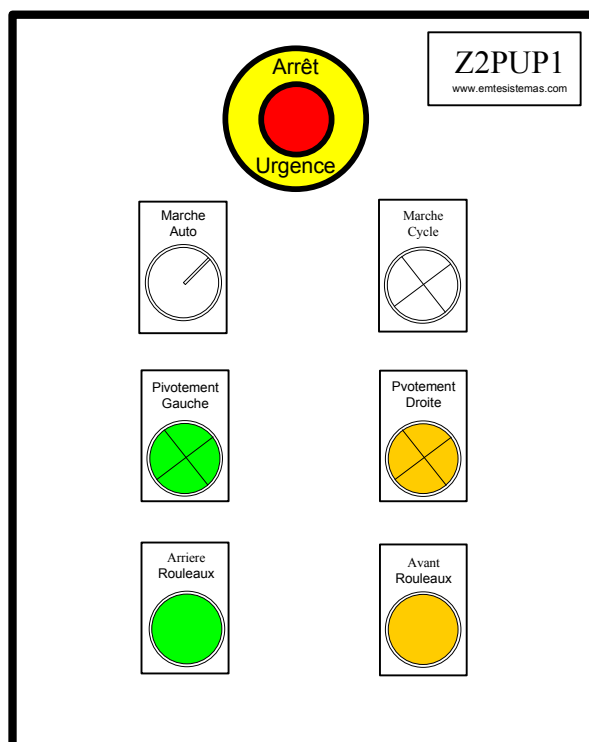 Arrêt
Urgence
Z2PUP1
www.emtesistemas.com
Marche
Auto
Marche
Cycle
Pivotement
Gauche
Pvotement
Droite
Arriere
Rouleaux
Avant
Rouleaux